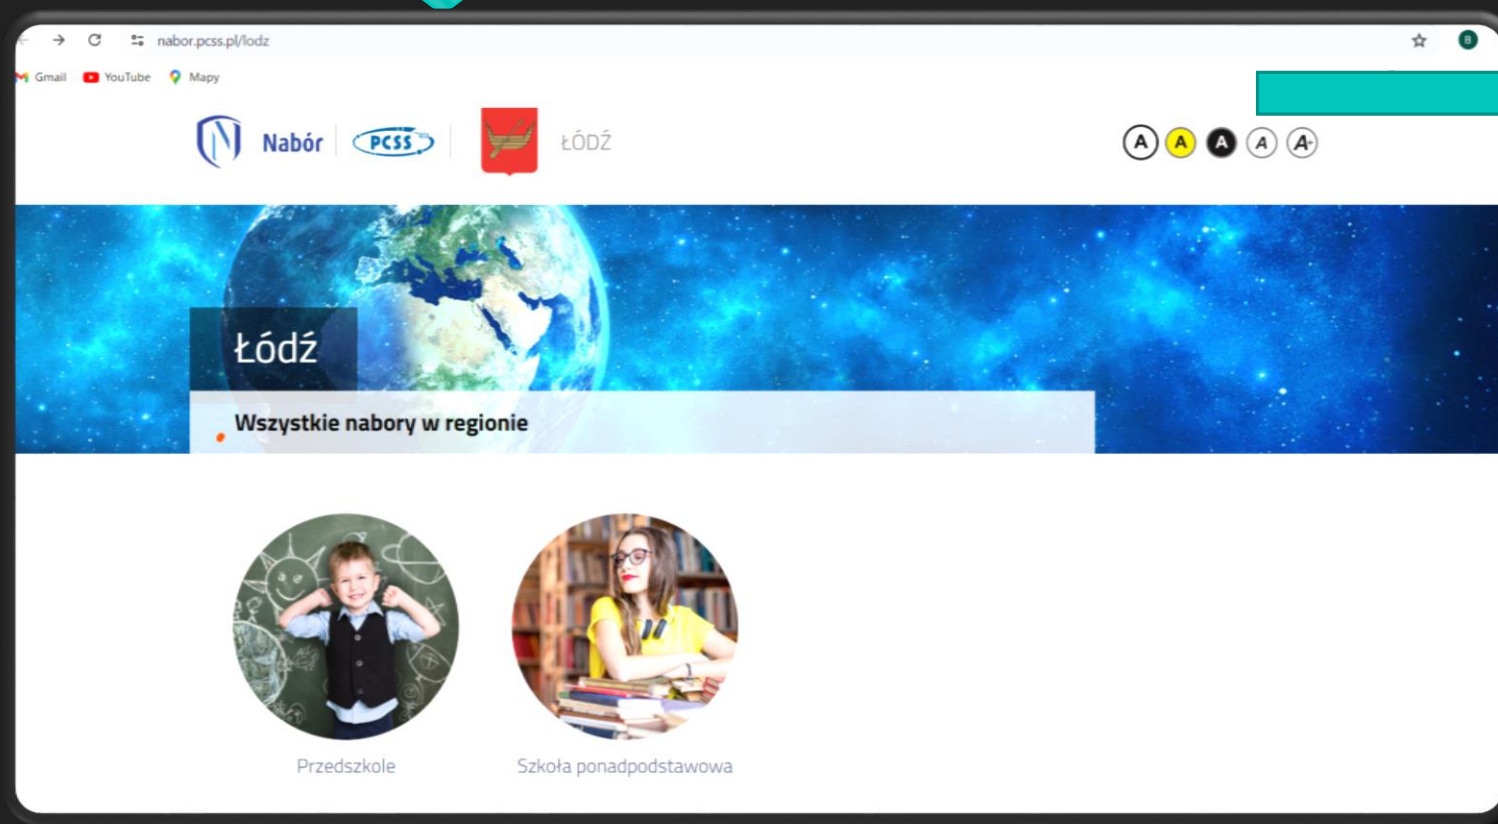 nabor.pcss.pl/lodz
B
Gmail YouTube Mapy
Nabór PCSS ŁÓDŹ
A A A A A+
Łódź
Wszystkie nabory w regionie
Przedszkole Szkoła ponadpodstawowa